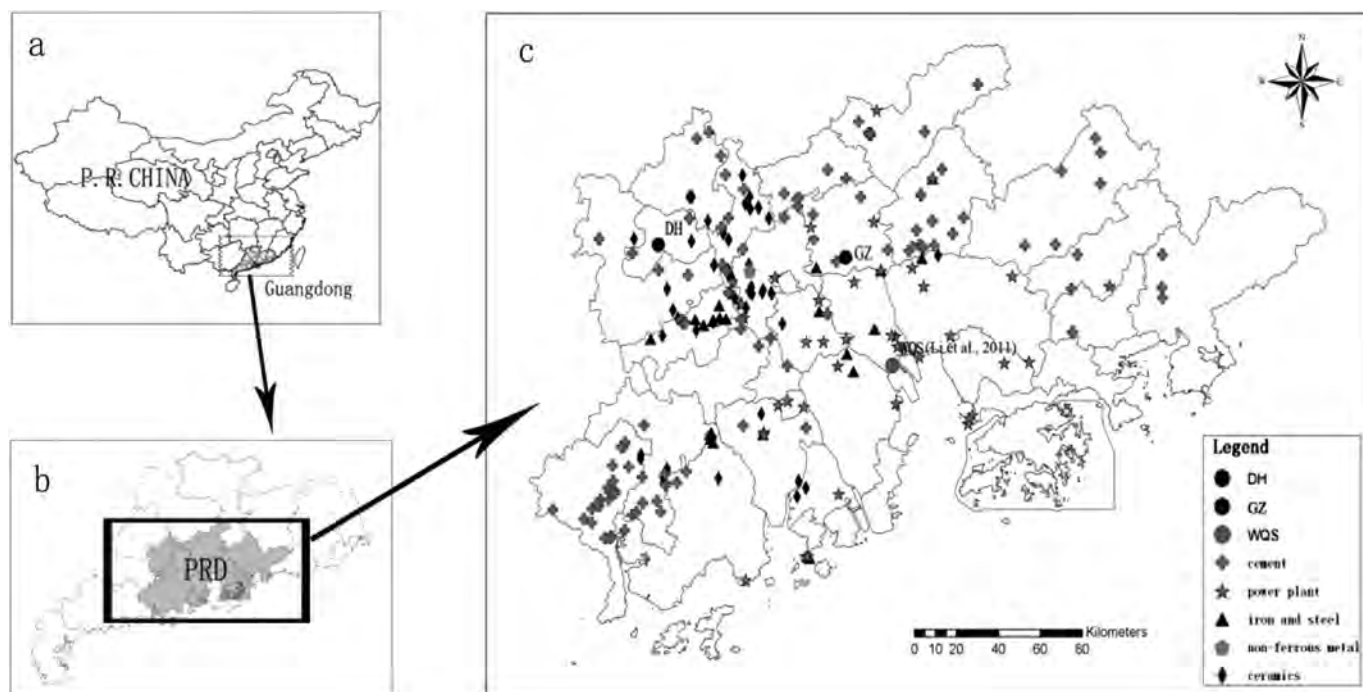 a
P.R.CHINA
Guangdong
b
PRD
c
N
E
S
DH
GZ
WQS(Li et al., 2011)
Legend
DH
GZ
WQS
cement
power plant
iron and steel
non-ferrous metal
ceramics
Kilometers
0 10 20 40 60 80